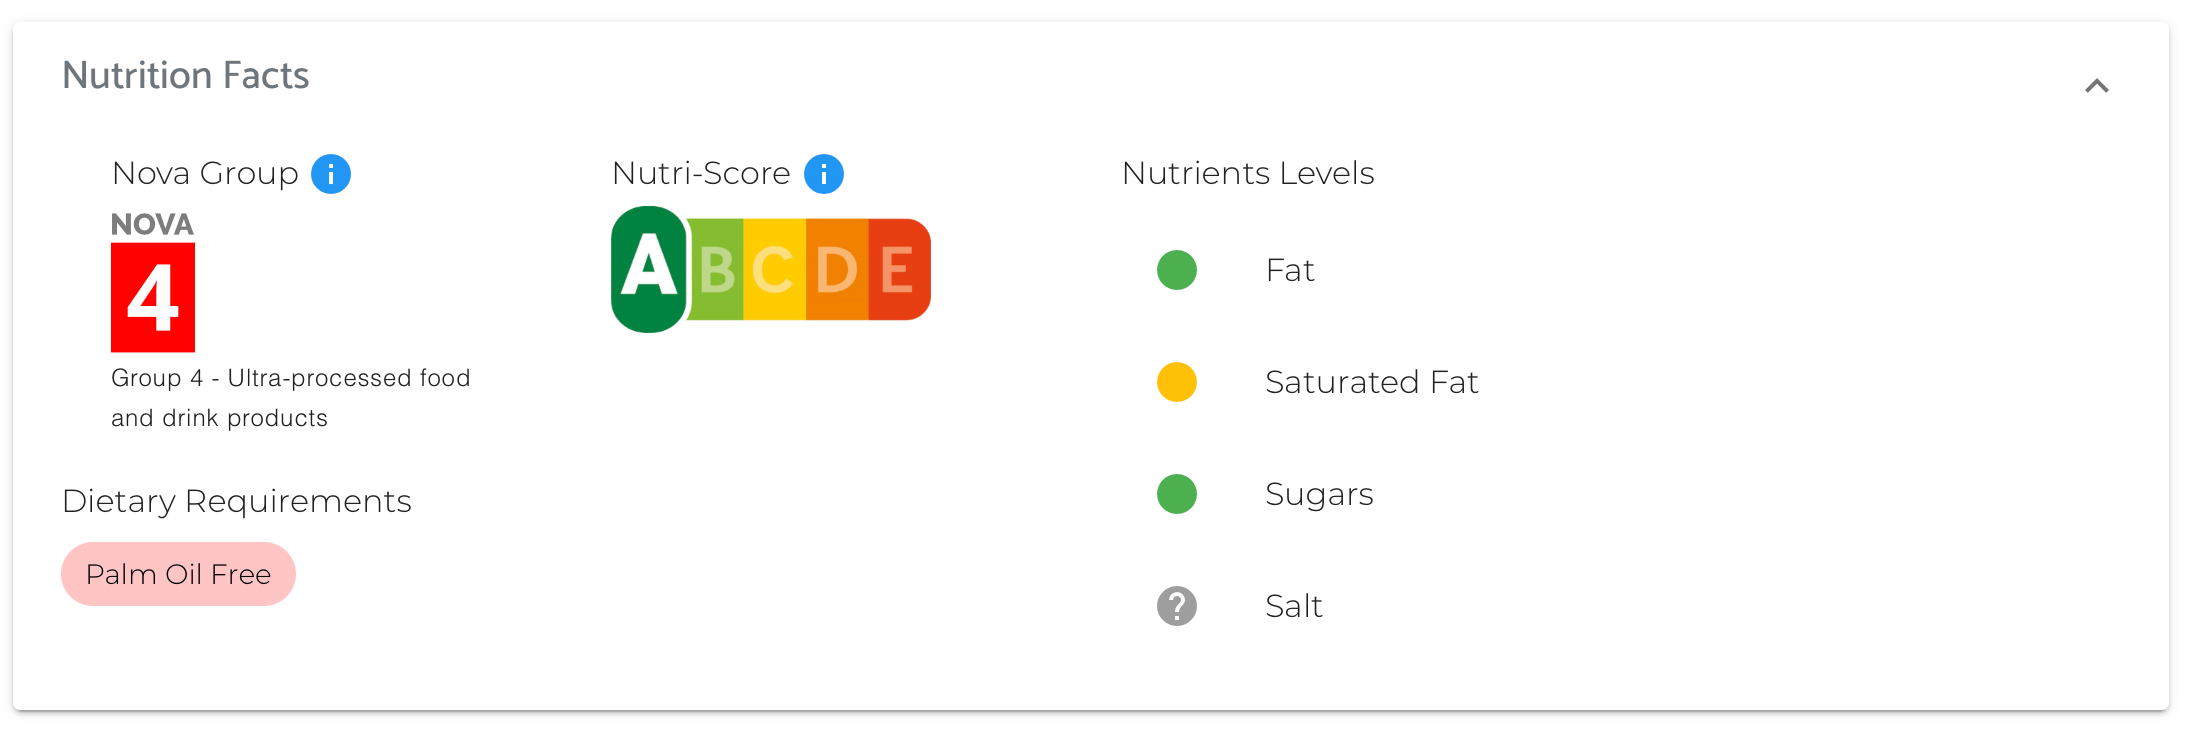 Nutrition Facts
Nova Group i
NOVA
4
Group 4 - Ultra-processed food
and drink products
Nutri-Score i
A B C D E
Nutrients Levels
Fat
Saturated Fat
Sugars
? Salt
Dietary Requirements
Palm Oil Free